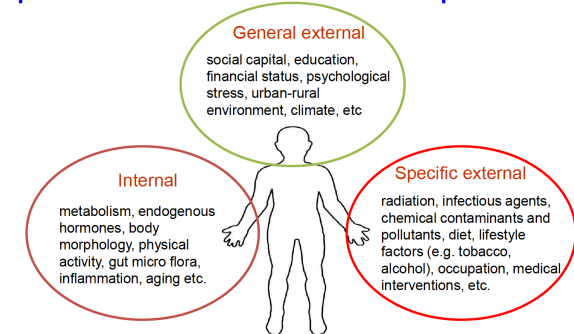 General external
social capital, education,
financial status, psychological
stress, urban-rural
environment, climate, etc
Internal
metabolism, endogenous
hormones, body
morphology, physical
activity, gut micro flora,
inflammation, aging etc.
Specific external
radiation, infectious agents,
chemical contaminants and
pollutants, diet, lifestyle
factors (e.g. tobacco,
alcohol), occupation, medical
interventions, etc.